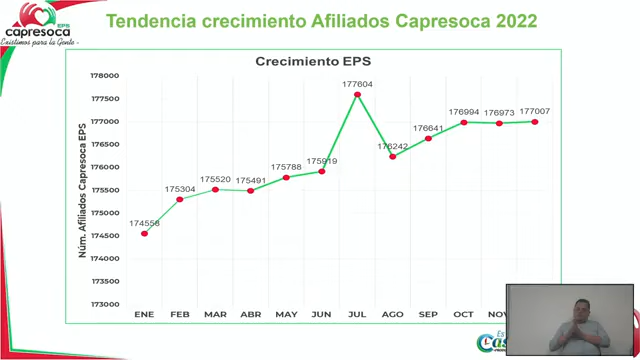 EPS
capresoca
Existimos para la Gente
Tendencia crecimiento Afiliados Capresoca 2022
Crecimiento EPS
Núm. Afiliados Capresoca EPS
178000
177500
177000
176500
176000
175500
175000
174500
174000
173500
173000
174558
175304
175520
175491
175788
175919
177604
176242
176641
176994
176973
177007
ENE
FEB
MAR
ABR
MAY
JUN
JUL
AGO
SEP
OCT
Es